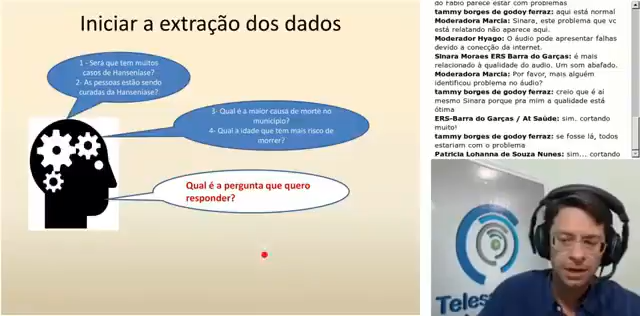 Iniciar a extração dos dados
1 - Será que tem muitos
casos de Hanseníase?
2- As pessoas estão sendo
curadas da Hanseníase?
3- Qual é a maior causa de morte no
município?
4- Qual a idade que tem mais risco de
morrer?
Qual é a pergunta que quero
responder?
do Fabio parece estar com problemas
tammy borges de godoy ferraz: aqui está normal
Moderadora Marcia: Sinara, este problema que vc
está relatando não aparece aqui.
Moderador Hyago: O áudio pode apresentar falhas
devido a conecção da internet.
Sinara Moraes ERS Barra do Garças: é mais
relacionado à qualidade do audio. Um som abafado.
Moderadora Marcia: Por favor, mais alguém
identificou problema no áudio?
tammy borges de godoy ferraz: creio que é aí
mesmo Sinara porque pra mim a qualidade está
ótima
ERS-Barra do Garças / At Saúde: sim. cortando
muito!
tammy borges de godoy ferraz: se fosse lá, todos
estariam com o problema
Patricia Lohanna de Souza Nunes: sim... cortando
Teles